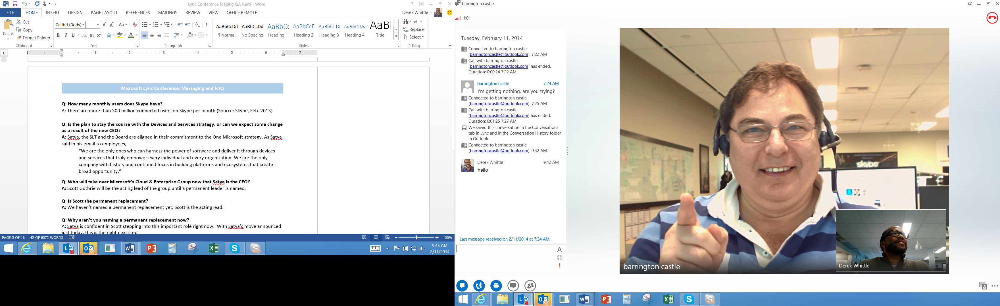 Lync Conference Msging QA Rev5 - Word
FILE HOME INSERT DESIGN PAGE LAYOUT REFERENCES MAILINGS REVIEW VIEW OFFICE REMOTE
Derek Whittle
Paste
Cut
Copy
Format Painter
Clipboard
Calibri (Body)
Font
Paragraph
AaBbCcDd AaBbCcDd AaBbC AaBbCcE AaBbCcD AaBbCcDd AaB
¶ Normal No Spacing Heading 1 Heading 2 Heading 3 Heading 4 Title
Styles
Find
Replace
Select
Editing
1 1 2 3 4 5 6 7
Microsoft Lync Conference: Messaging and FAQ
Q: How many monthly users does Skype have?
A: There are more than 300 million connected users on Skype per month (Source: Skype, Feb. 2013)
Q: Is the plan to stay the course with the Devices and Services strategy, or can we expect some change
as a result of the new CEO?
A: Satya, the SLT and the Board are aligned in their commitment to the One Microsoft strategy. As Satya
said in his email to employees,
“We are the only ones who can harness the power of software and deliver it through devices
and services that truly empower every individual and every organization. We are the only
company with history and continued focus in building platforms and ecosystems that create
broad opportunity.”
Q: Who will take over Microsoft’s Cloud & Enterprise Group now that Satya is the CEO?
A: Scott Guthrie will be the acting lead of the group until a permanent leader is named.
Q: Is Scott the permanent replacement?
A: We haven’t named a permanent replacement yet. Scott is the acting lead.
Q: Why aren’t you naming a permanent replacement now?
A: Satya is confident in Scott stepping into this important role right now.  With Satya’s move announced
just today, this is the right next step.
PAGE 5 OF 16 42 OF 6072 WORDS
100%
9:43 AM
2/11/2014
barrington castle
1:01
Tuesday, February 11, 2014
Connected to barrington castle
(barringtoncastle@outlook.com). 7:22 AM
Call with barrington castle
(barringtoncastle@outlook.com) has ended.
Duration: 0:00:24 7:22 AM
barrington castle 7:24 AM
I'm getting nothing, are you trying?
Connected to barrington castle
(barringtoncastle@outlook.com). 7:25 AM
Call with barrington castle
(barringtoncastle@outlook.com) has ended.
Duration: 0:01:25 7:27 AM
We saved this conversation in the Conversations
tab in Lync and in the Conversation History folder
in Outlook.
Connected to barrington castle
(barringtoncastle@outlook.com). 9:42 AM
Derek Whittle 9:42 AM
hello
Last message received on 2/11/2014 at 7:24 AM.
skype
barrington castle
Derek Whittle